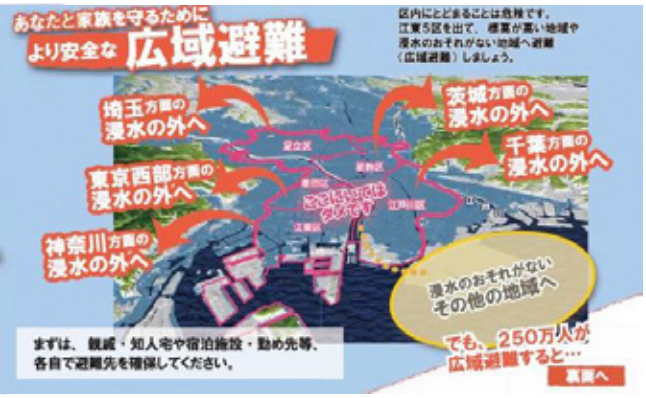 あなたと家族を守るために
より安全な 広域避難
区内にとどまることは危険です。
江東5区を出て、標高が高い地域や
浸水のおそれがない地域へ避難
（広域避難）しましょう。
埼玉方面の
浸水の外へ
茨城方面の
浸水の外へ
千葉方面の
浸水の外へ
東京西部方面の
浸水の外へ
神奈川方面の
浸水の外へ
足立区
葛飾区
墨田区
江戸川区
江東区
ここにいては
ダメです
浸水のおそれがない
その他の地域へ
まずは、親戚・知人宅や宿泊施設・勤め先等、
各自で避難先を確保してください。
でも、250万人が
広域避難すると…
裏面へ